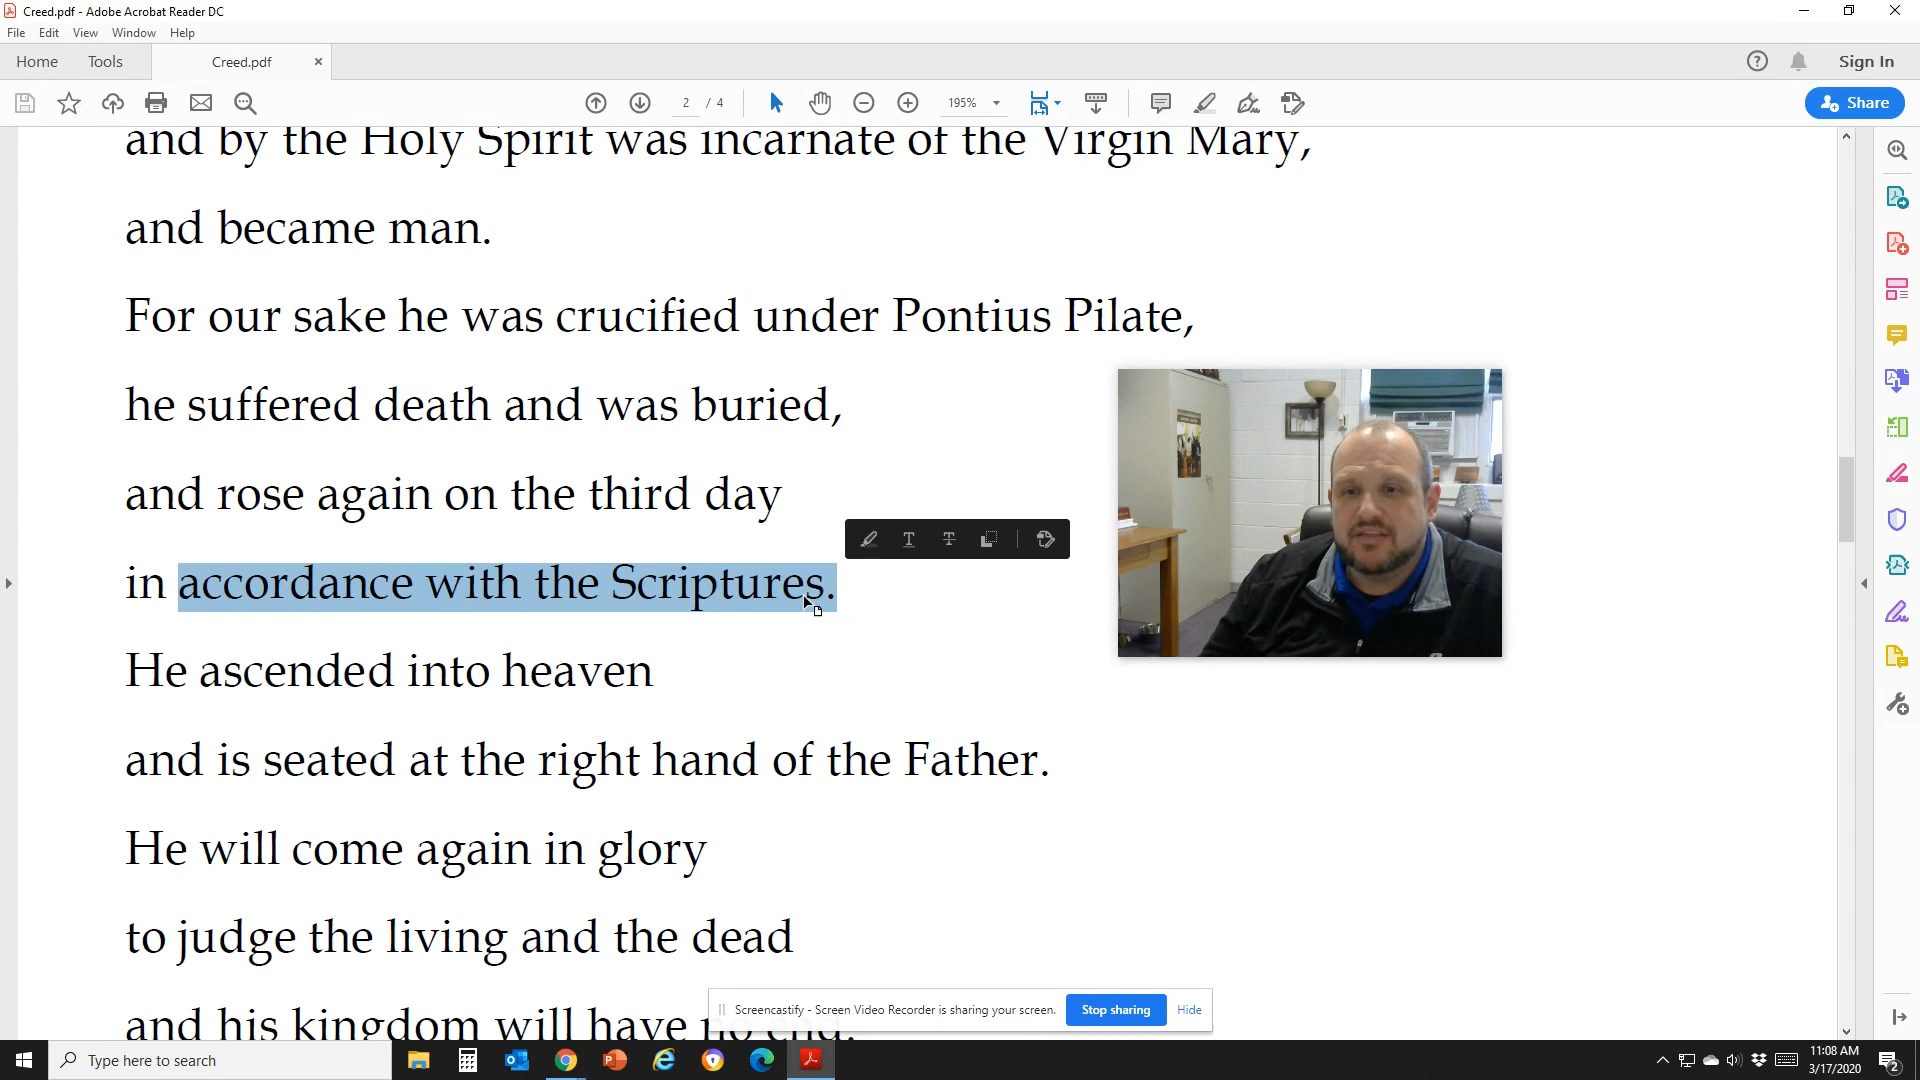 Creed.pdf - Adobe Acrobat Reader DC
File Edit View Window Help
Home Tools Creed.pdf × Sign In
2 / 4 195% Share
and by the Holy Spirit was incarnate of the Virgin Mary,
and became man.
For our sake he was crucified under Pontius Pilate,
he suffered death and was buried,
and rose again on the third day
in accordance with the Scriptures.
He ascended into heaven
and is seated at the right hand of the Father.
He will come again in glory
to judge the living and the dead
and his kingdom will have no end.
Screencastify - Screen Video Recorder is sharing your screen. Stop sharing Hide
Type here to search
11:08 AM
3/17/2020
2